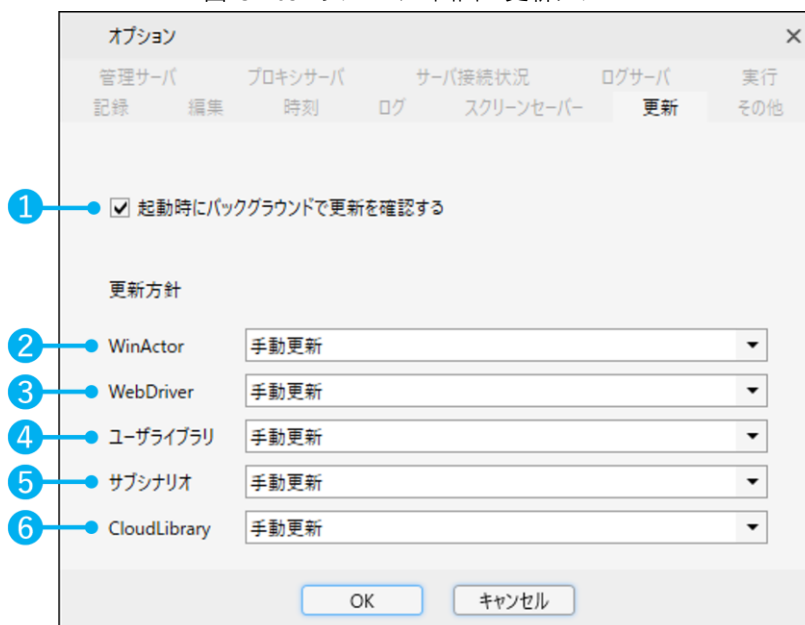 オプション ×
管理サーバ プロキシサーバ サーバ接続状況 ログサーバ 実行
記録 編集 時刻 ログ スクリーンセーバー 更新 その他
1 起動時にバックグラウンドで更新を確認する
更新方針
2 WinActor 手動更新
3 WebDriver 手動更新
4 ユーザライブラリ 手動更新
5 サブシナリオ 手動更新
6 CloudLibrary 手動更新
OK キャンセル